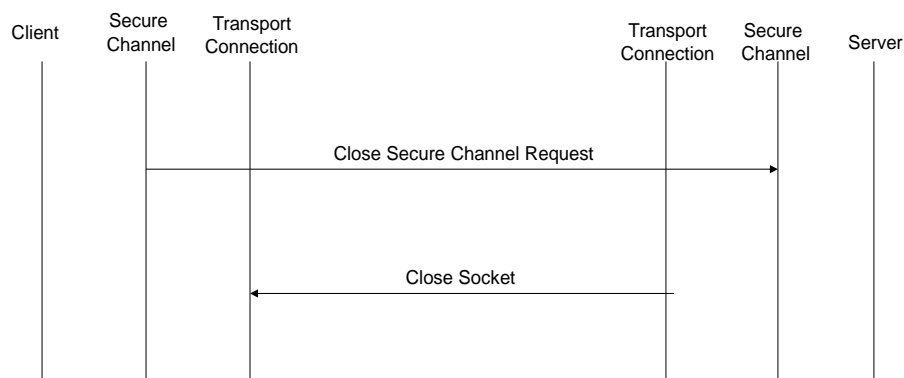 Client
Secure
Channel
Transport
Connection
Transport
Connection
Secure
Channel
Server
Close Secure Channel Request
Close Socket